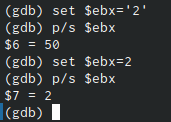 (gdb) set $ebx='2'
(gdb) p/s $ebx
$6 = 50
(gdb) set $ebx=2
(gdb) p/s $ebx
$7 = 2
(gdb)